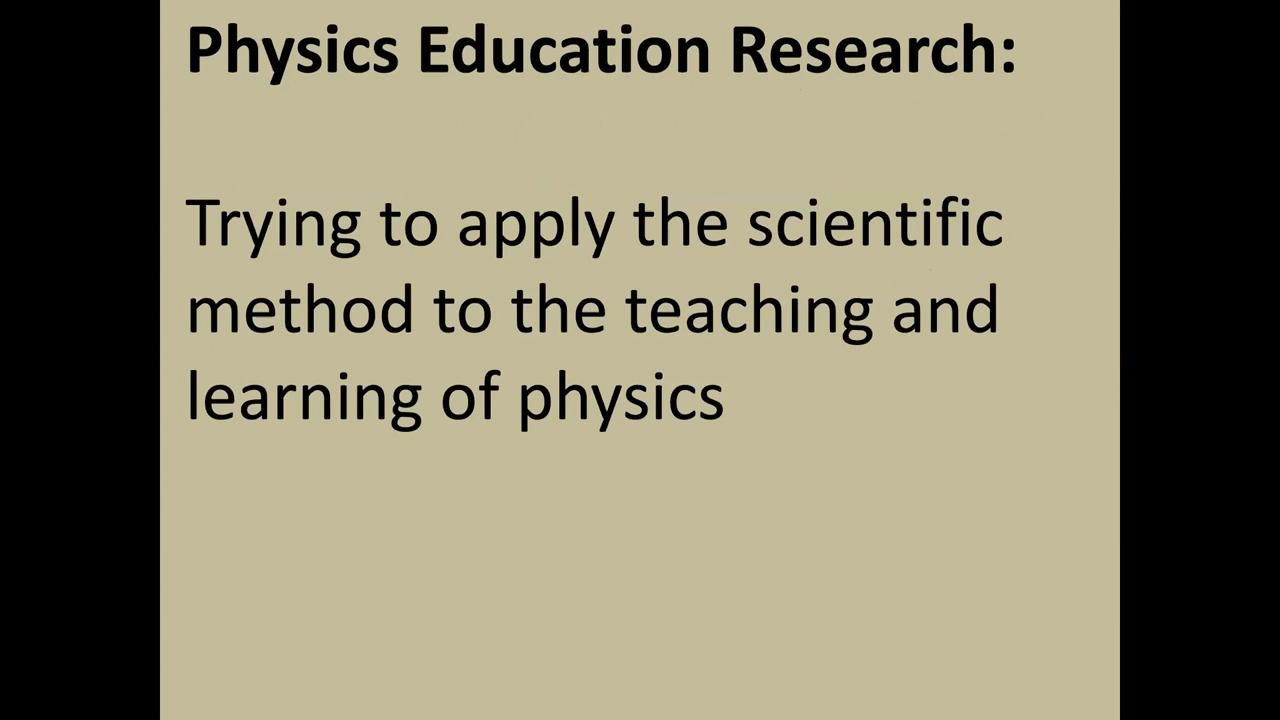 Physics Education Research:
Trying to apply the scientific
method to the teaching and
learning of physics